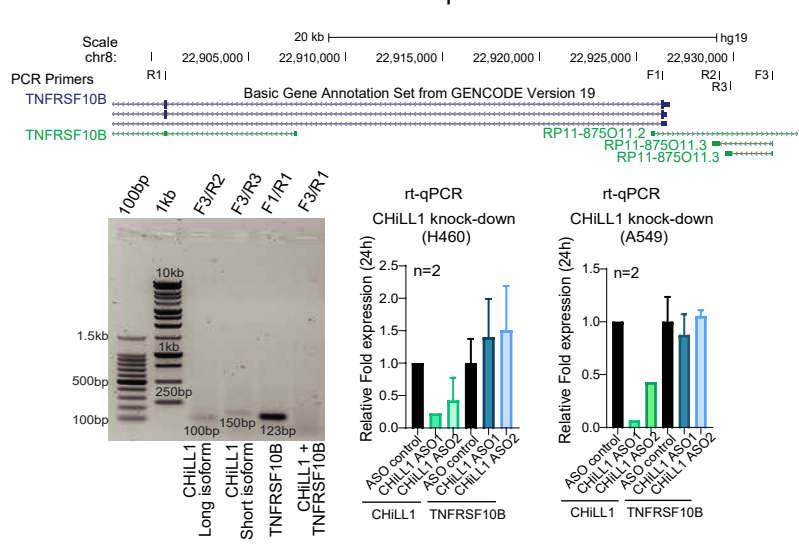 20 kb
hg19
Scale
chr8:
22,905,000
22,910,000
22,915,000
22,920,000
22,925,000
22,930,000
PCR Primers
R1
F1
R2
F3
R3
Basic Gene Annotation Set from GENCODE Version 19
TNFRSF10B
TNFRSF10B
RP11-875O11.2
RP11-875O11.3
RP11-875O11.3
100bp
1kb
F3/R2
F3/R3
F1/R1
F3/R1
10kb
1.5kb
1kb
500bp
250bp
100bp
100bp
150bp
123bp
CHiLL1
Long isoform
CHiLL1
Short isoform
TNFRSF10B
CHiLL1 +
TNFRSF10B
rt-qPCR
CHiLL1 knock-down
(H460)
Relative Fold expression (24h)
n=2
2.5
2.0
1.5
1.0
0.5
0.0
ASO control
CHiLL1 ASO1
CHiLL1 ASO2
ASO control
CHiLL1 ASO1
CHiLL1 ASO2
CHiLL1
TNFRSF10B
rt-qPCR
CHiLL1 knock-down
(A549)
Relative Fold expression (24h)
n=2
1.5
1.0
0.5
0.0
ASO control
CHiLL1 ASO1
CHiLL1 ASO2
ASO control
CHiLL1 ASO1
CHiLL1 ASO2
CHiLL1
TNFRSF10B